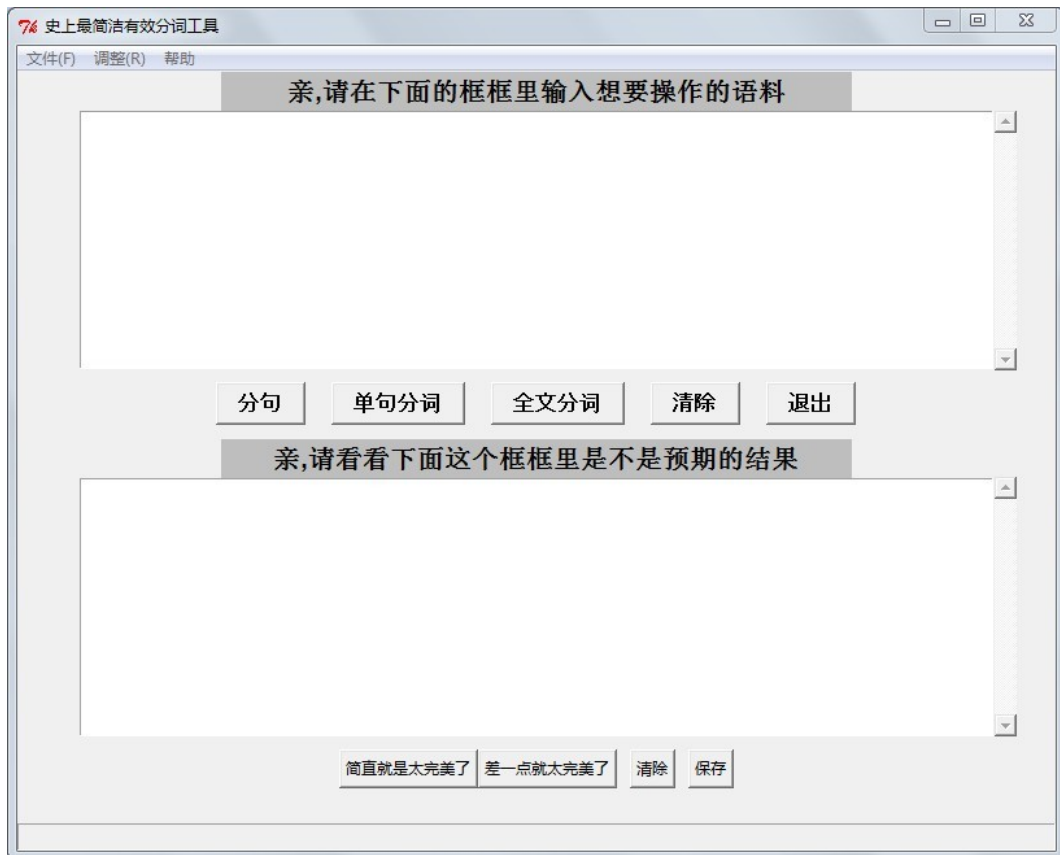 史上最简洁有效分词工具
文件(F) 调整(R) 帮助
亲,请在下面的框框里输入想要操作的语料
分句 单句分词 全文分词 清除 退出
亲,请看看下面这个框框里是不是预期的结果
简直就是太完美了 差一点就太完美了 清除 保存